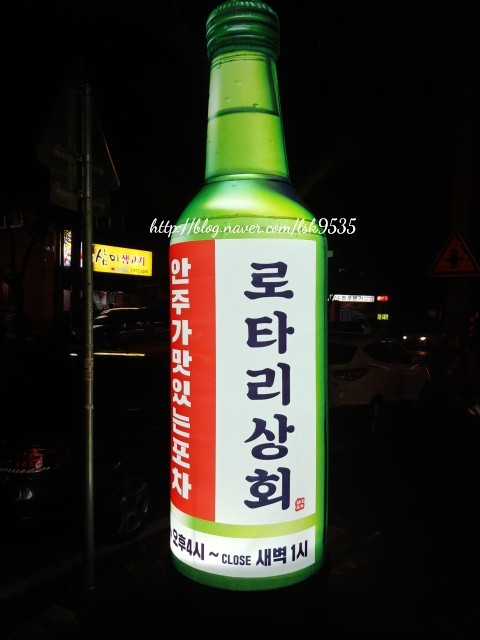 http://blog.naver.com/lsk9535
로타리상회
안주가맛있는포차
오후4시 ~ CLOSE 새벽 1시